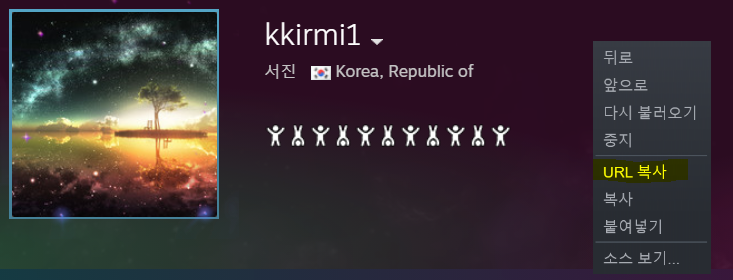 kkirmi1
서진 Korea, Republic of
뒤로
앞으로
다시 불러오기
중지
URL 복사
복사
붙여넣기
소스 보기...